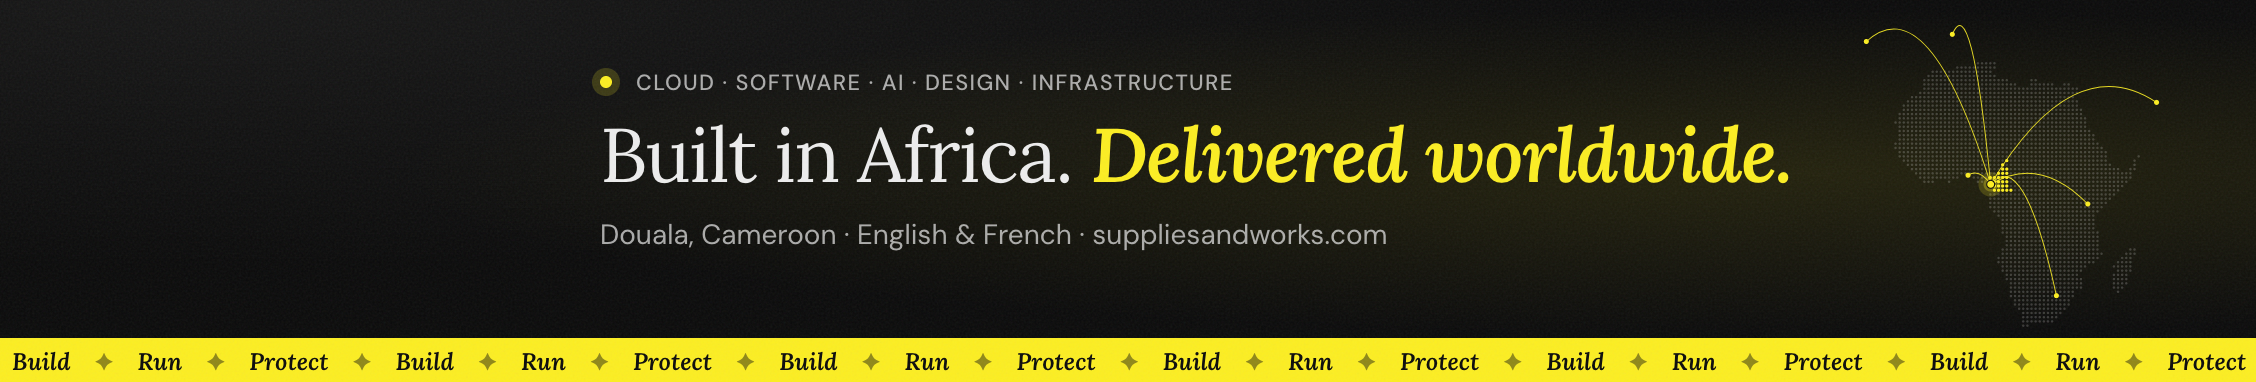 CLOUD · SOFTWARE · AI · DESIGN · INFRASTRUCTURE
Built in Africa. Delivered worldwide.
Douala, Cameroon · English & French · suppliesandworks.com
Build ✦ Run ✦ Protect ✦ Build ✦ Run ✦ Protect ✦ Build ✦ Run ✦ Protect ✦ Build ✦ Run ✦ Protect ✦ Build ✦ Run ✦ Protect ✦ Build ✦ Run ✦ Protect